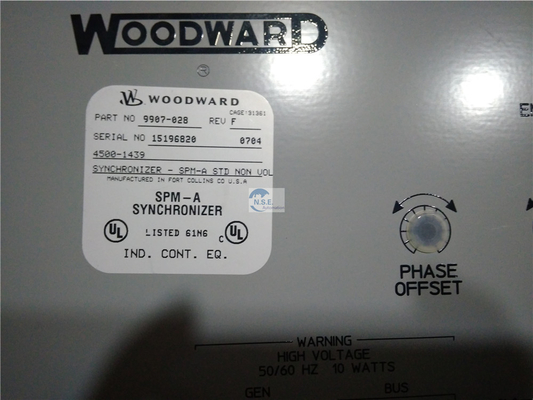 WOODWARD
WOODWARD
CAGE:31361
PART NO 9907-028 REV F
SERIAL NO 15196820 0704
4500-1439
SYNCHRONIZER - SPM-A STD NON VOL
MANUFACTURED IN FORT COLLINS CO U.S.A
SPM-A
SYNCHRONIZER
N.S.E
UL LISTED 61N6 C UL
IND. CONT. EQ.
PHASE
OFFSET
WARNING
HIGH VOLTAGE
50/60 HZ 10 WATTS
GEN BUS